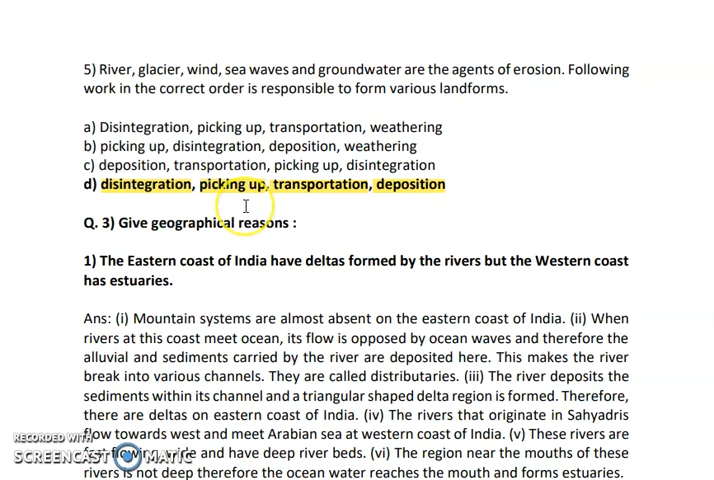 5) River, glacier, wind, sea waves and groundwater are the agents of erosion. Following
work in the correct order is responsible to form various landforms.
a) Disintegration, picking up, transportation, weathering
b) picking up, disintegration, deposition, weathering
c) deposition, transportation, picking up, disintegration
d) disintegration, picking up, transportation, deposition
Q. 3) Give geographical reasons :
1) The Eastern coast of India have deltas formed by the rivers but the Western coast
has estuaries.
Ans: (i) Mountain systems are almost absent on the eastern coast of India. (ii) When
rivers at this coast meet ocean, its flow is opposed by ocean waves and therefore the
alluvial and sediments carried by the river are deposited here. This makes the river
break into various channels. They are called distributaries. (iii) The river deposits the
sediments within its channel and a triangular shaped delta region is formed. Therefore,
there are deltas on eastern coast of India. (iv) The rivers that originate in Sahyadris
RECORDED WITH
flow towards west and meet Arabian sea at western coast of India. (v) These rivers are
SCREENCAST MATIC
fast flowing, wide and have deep river beds. (vi) The region near the mouths of these
rivers is not deep therefore the ocean water reaches the mouth and forms estuaries.